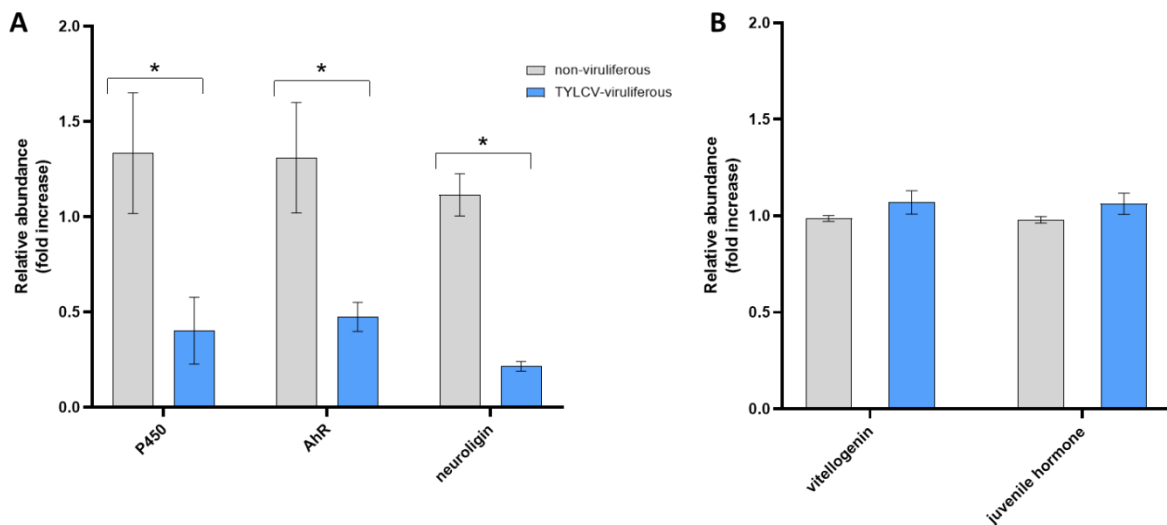 A
2.0
1.5
1.0
0.5
0.0
Relative abundance
(fold increase)
*
*
*
P450
AhR
neuroligin
non-viruliferous
TYLCV-viruliferous
B
2.0
1.5
1.0
0.5
0.0
Relative abundance
(fold increase)
vitellogenin
juvenile hormone